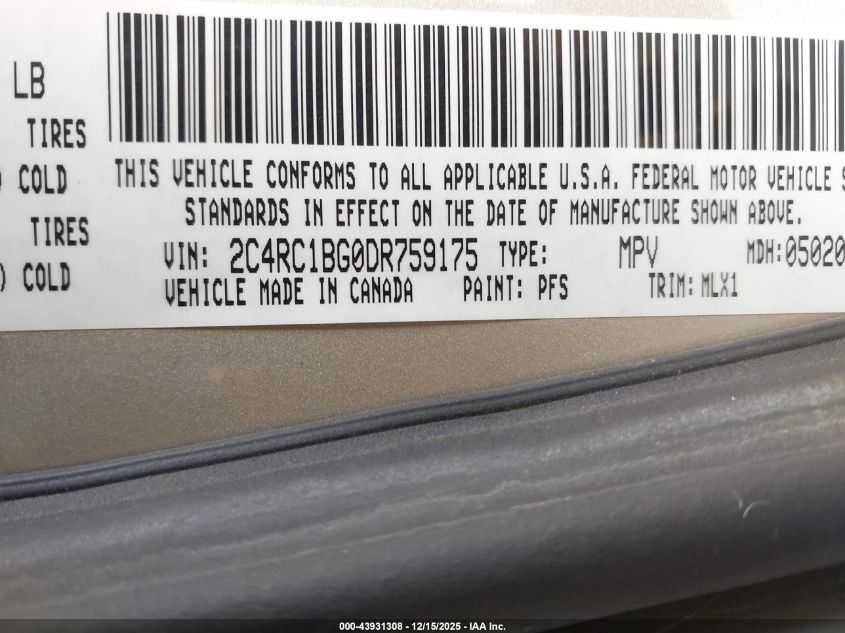 LB
TIRES
COLD
TIRES
) COLD
THIS VEHICLE CONFORMS TO ALL APPLICABLE U.S.A. FEDERAL MOTOR VEHICLE S
STANDARDS IN EFFECT ON THE DATE OF MANUFACTURE SHOWN ABOVE.
VIN: 2C4RC1BG0DR759175 TYPE: MPV MDH:05020
VEHICLE MADE IN CANADA PAINT: PFS TRIM: MLX1
000-43931308 - 12/15/2025 - IAA Inc.